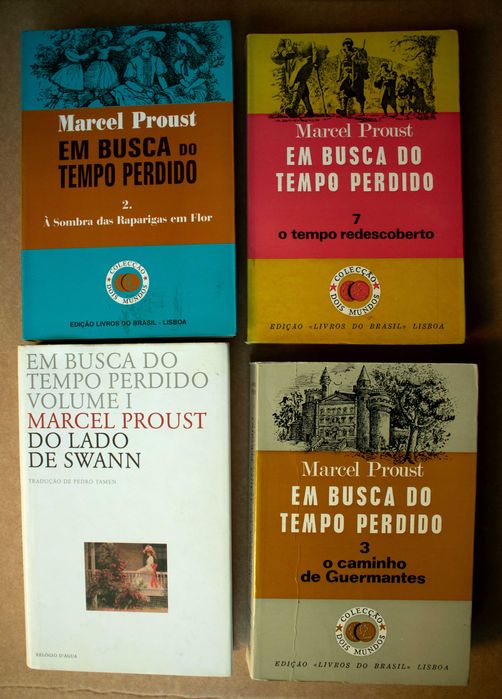 Marcel Proust
EM BUSCA DO
TEMPO PERDIDO
2.
À Sombra das Raparigas em Flor
COLECÇÃO
DOIS MUNDOS
EDIÇÃO LIVROS DO BRASIL - LISBOA
Marcel Proust
EM BUSCA DO
TEMPO PERDIDO
7
o tempo redescoberto
COLECÇÃO
DOIS MUNDOS
EDIÇÃO «LIVROS DO BRASIL» LISBOA
EM BUSCA DO
TEMPO PERDIDO
VOLUME I
MARCEL PROUST
DO LADO
DE SWANN
TRADUÇÃO DE PEDRO TAMEN
RELÓGIO D'ÁGUA
Marcel Proust
EM BUSCA DO
TEMPO PERDIDO
3
o caminho
de Guermantes
COLECÇÃO
DOIS MUNDOS
EDIÇÃO «LIVROS DO BRASIL» LISBOA